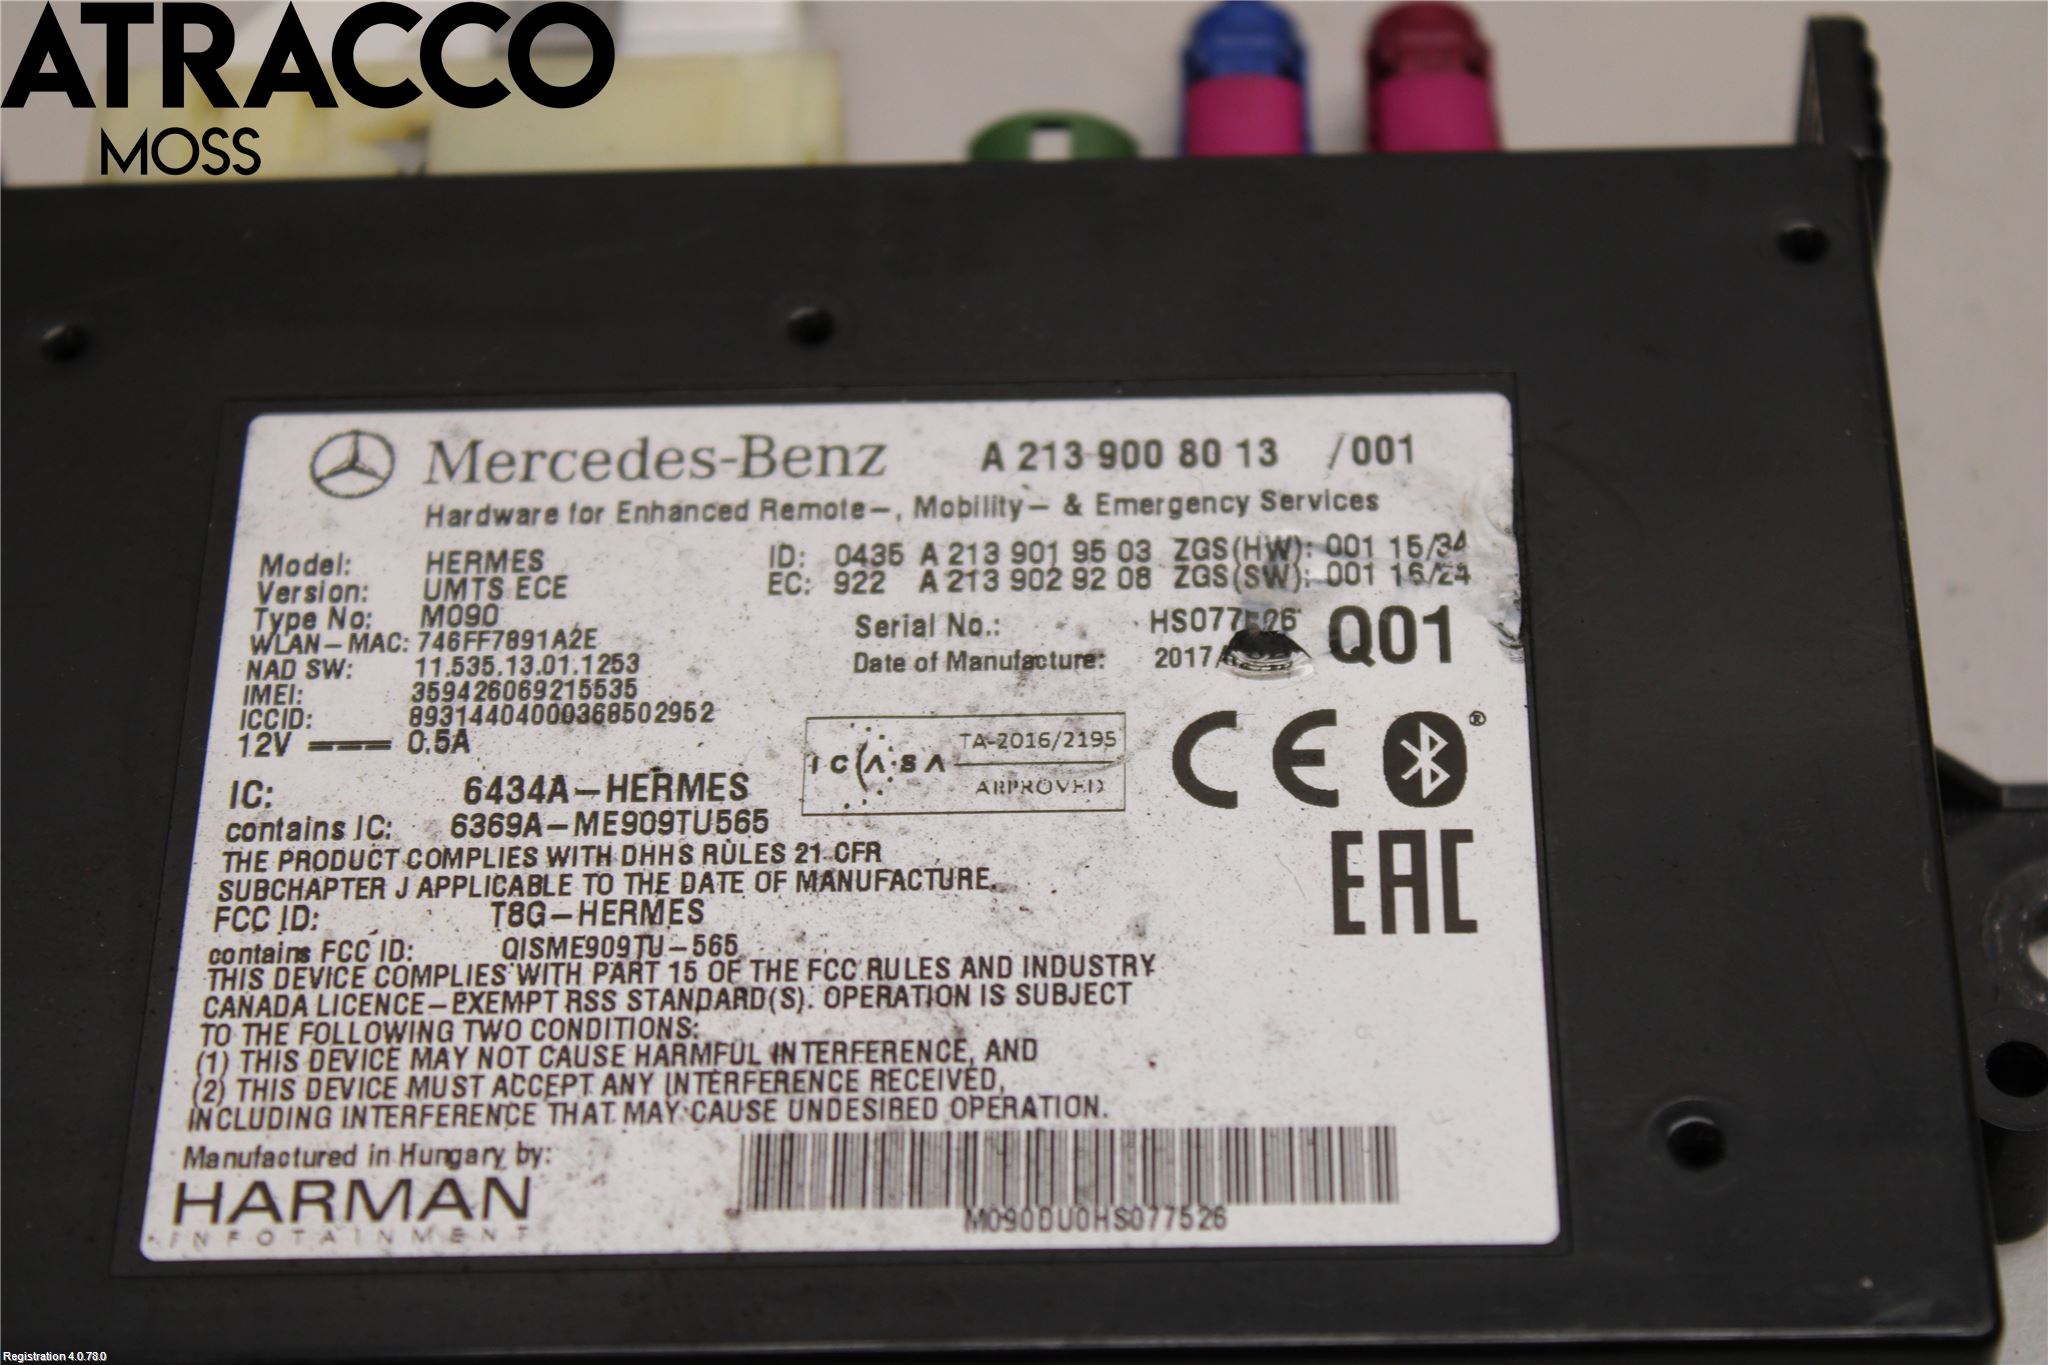 ATRACCO
MOSS
Mercedes-Benz A 213 900 80 13 /001
Hardware for Enhanced Remote-, Mobility- & Emergency Services
Model: HERMES ID: 0435 A 213 901 95 03 ZGS(HW): 001 15/34
Version: UMTS ECE EC: 922 A 213 902 92 08 ZGS(SW): 001 16/24
Type No: M090 Serial No.: HS077526 Q01
WLAN-MAC: 746FF7891A2E Date of Manufacture: 2017/
NAD SW: 11.535.13.01.1253
IMEI: 359426069215535
ICCID: 89314404000368502952
12V 0.5A
ICASA TA-2016/2195
APPROVED
CE ®
EAC
IC: 6434A-HERMES
contains IC: 6369A-ME909TU565
THE PRODUCT COMPLIES WITH DHHS RULES 21 CFR
SUBCHAPTER J APPLICABLE TO THE DATE OF MANUFACTURE.
FCC ID: T8G-HERMES
contains FCC ID: QISME909TU-565
THIS DEVICE COMPLIES WITH PART 15 OF THE FCC RULES AND INDUSTRY
CANADA LICENCE-EXEMPT RSS STANDARD(S). OPERATION IS SUBJECT
TO THE FOLLOWING TWO CONDITIONS:
(1) THIS DEVICE MAY NOT CAUSE HARMFUL INTERFERENCE, AND
(2) THIS DEVICE MUST ACCEPT ANY INTERFERENCE RECEIVED,
INCLUDING INTERFERENCE THAT MAY CAUSE UNDESIRED OPERATION.
Manufactured in Hungary by:
HARMAN
INFOTAINMENT
M090DU0HS077526
Registration 4.0.78.0